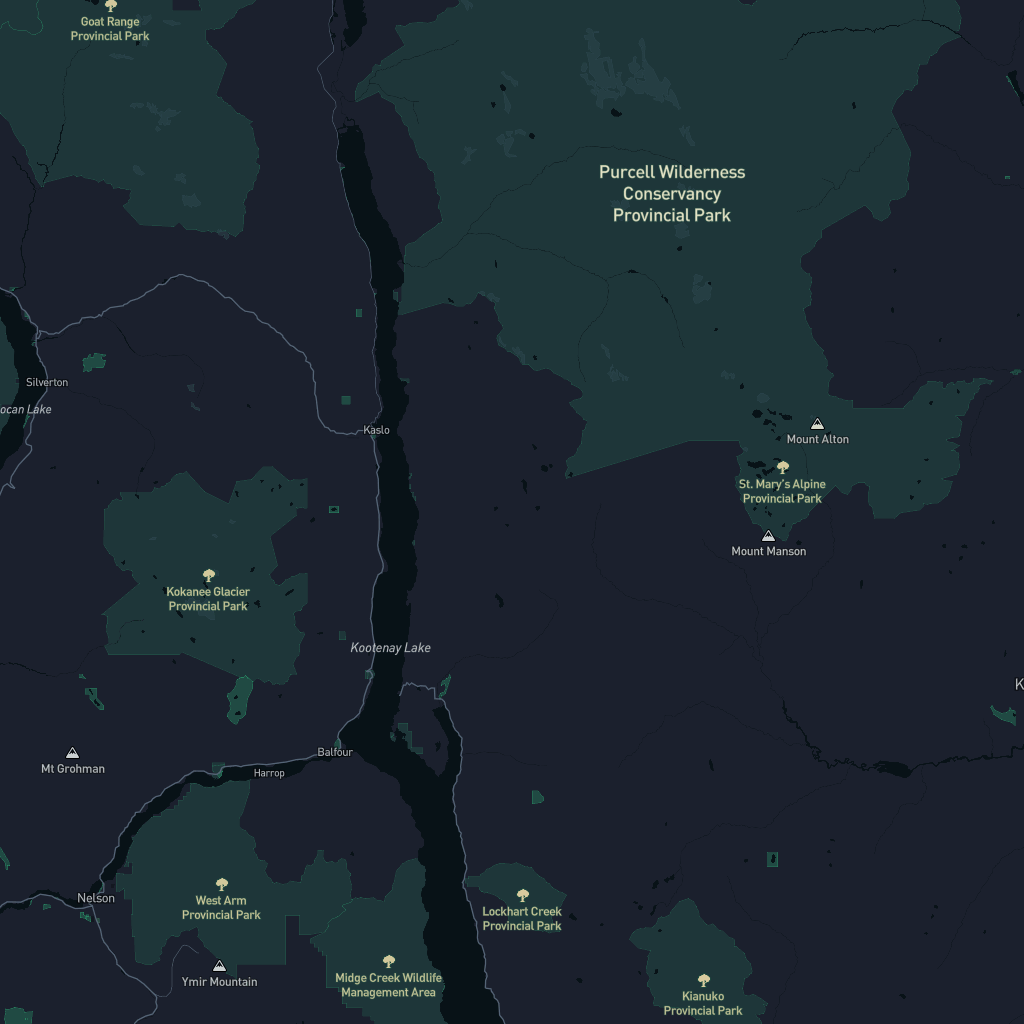 Goat Range
Provincial Park
Purcell Wilderness
Conservancy
Provincial Park
Silverton
ocan Lake
Kaslo
Mount Alton
St. Mary's Alpine
Provincial Park
Mount Manson
Kokanee Glacier
Provincial Park
Kootenay Lake
K
Balfour
Mt Grohman
Harrop
Nelson
West Arm
Provincial Park
Lockhart Creek
Provincial Park
Ymir Mountain
Midge Creek Wildlife
Management Area
Kianuko
Provincial Park